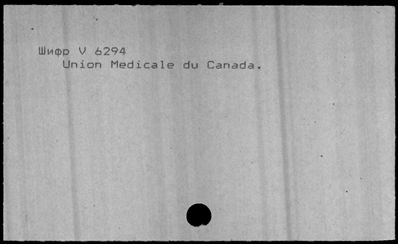 Шифр V 6294
Union Medicale du Canada.